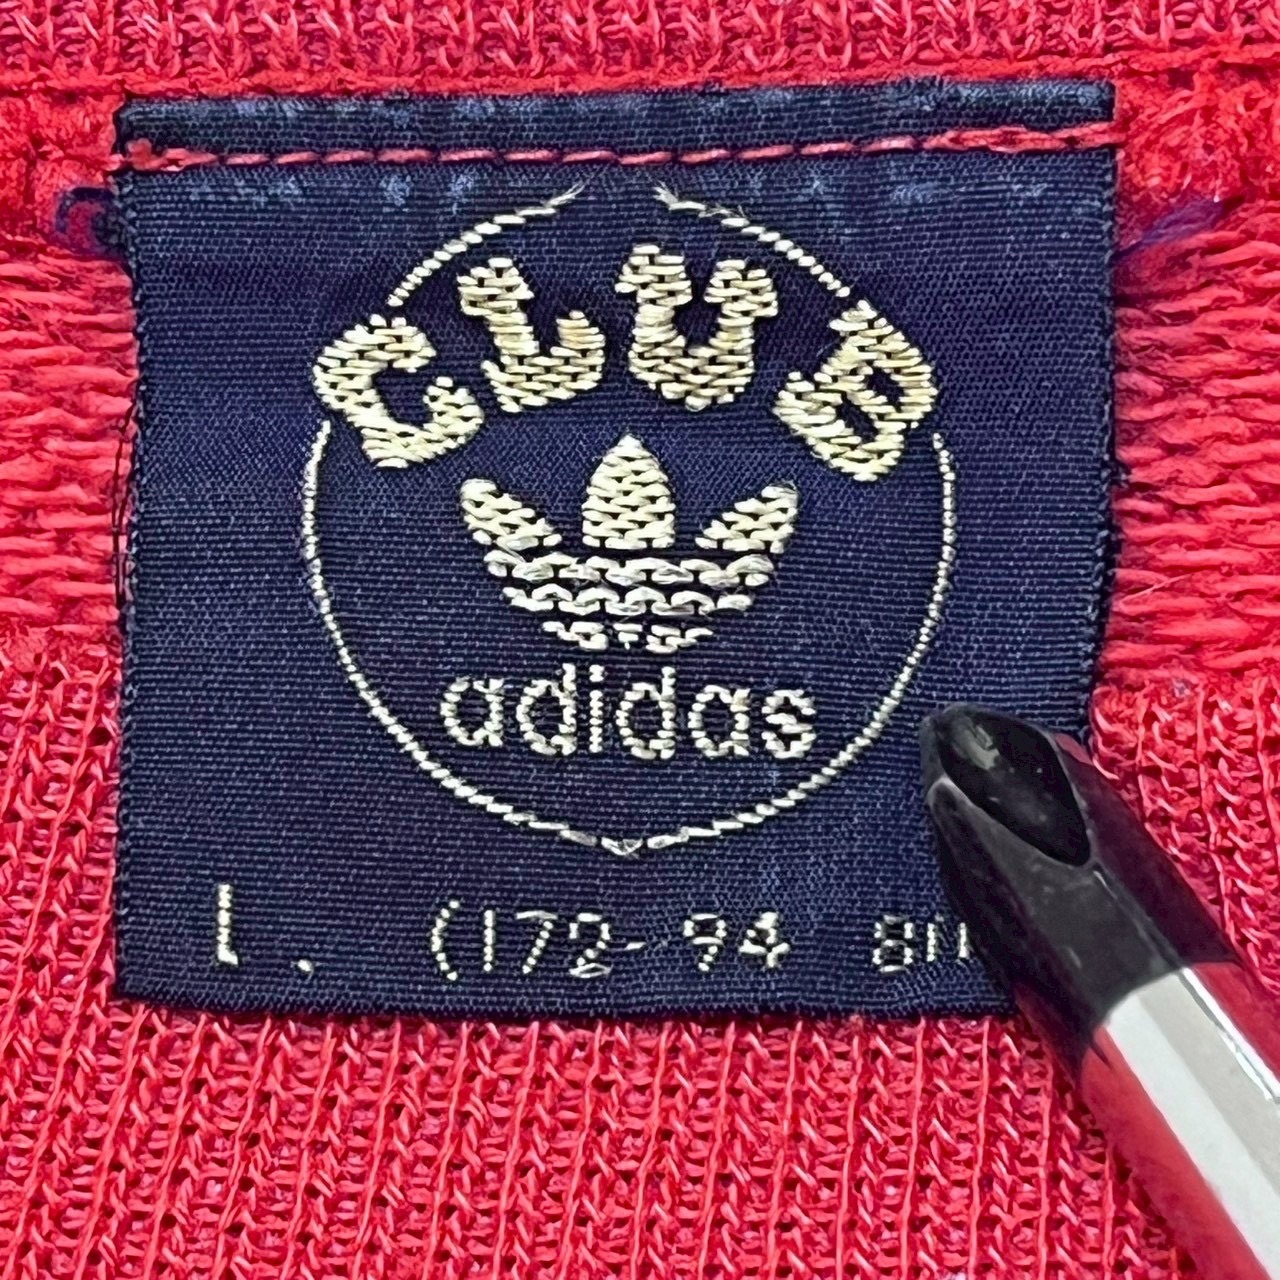 CLUB
adidas
L. (172-94